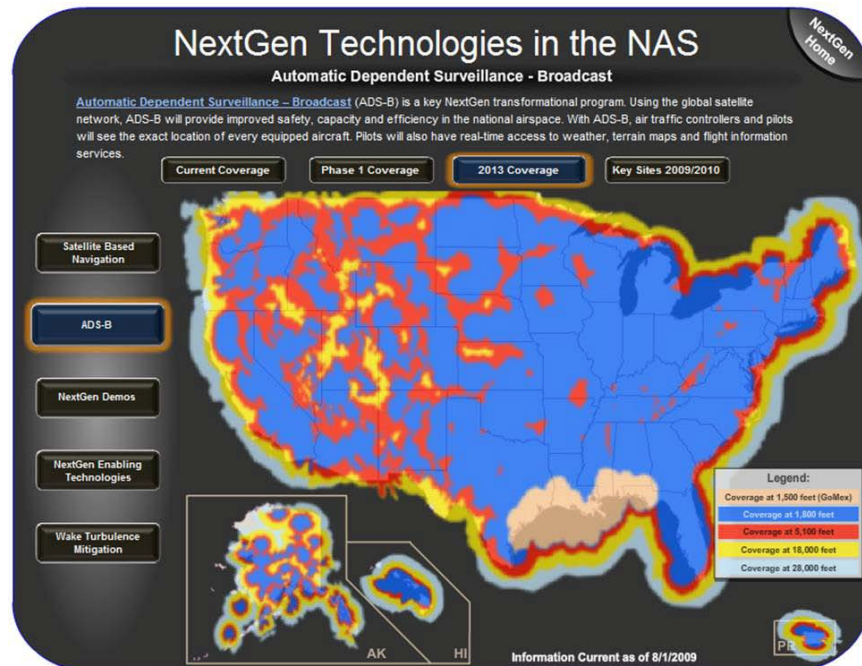 NextGen Technologies in the NAS
NextGen
Home
Automatic Dependent Surveillance - Broadcast
Automatic Dependent Surveillance – Broadcast (ADS-B) is a key NextGen transformational program. Using the global satellite
network, ADS-B will provide improved safety, capacity and efficiency in the national airspace. With ADS-B, air traffic controllers and pilots
will see the exact location of every equipped aircraft. Pilots will also have real-time access to weather, terrain maps and flight information
services.
Current Coverage
Phase 1 Coverage
2013 Coverage
Key Sites 2009/2010
Satellite Based
Navigation
ADS-B
NextGen Demos
NextGen Enabling
Technologies
Wake Turbulence
Mitigation
Legend:
Coverage at 1,500 feet (GoMex)
Coverage at 1,800 feet
Coverage at 5,100 feet
Coverage at 18,000 feet
Coverage at 28,000 feet
AK
HI
PR
Information Current as of 8/1/2009